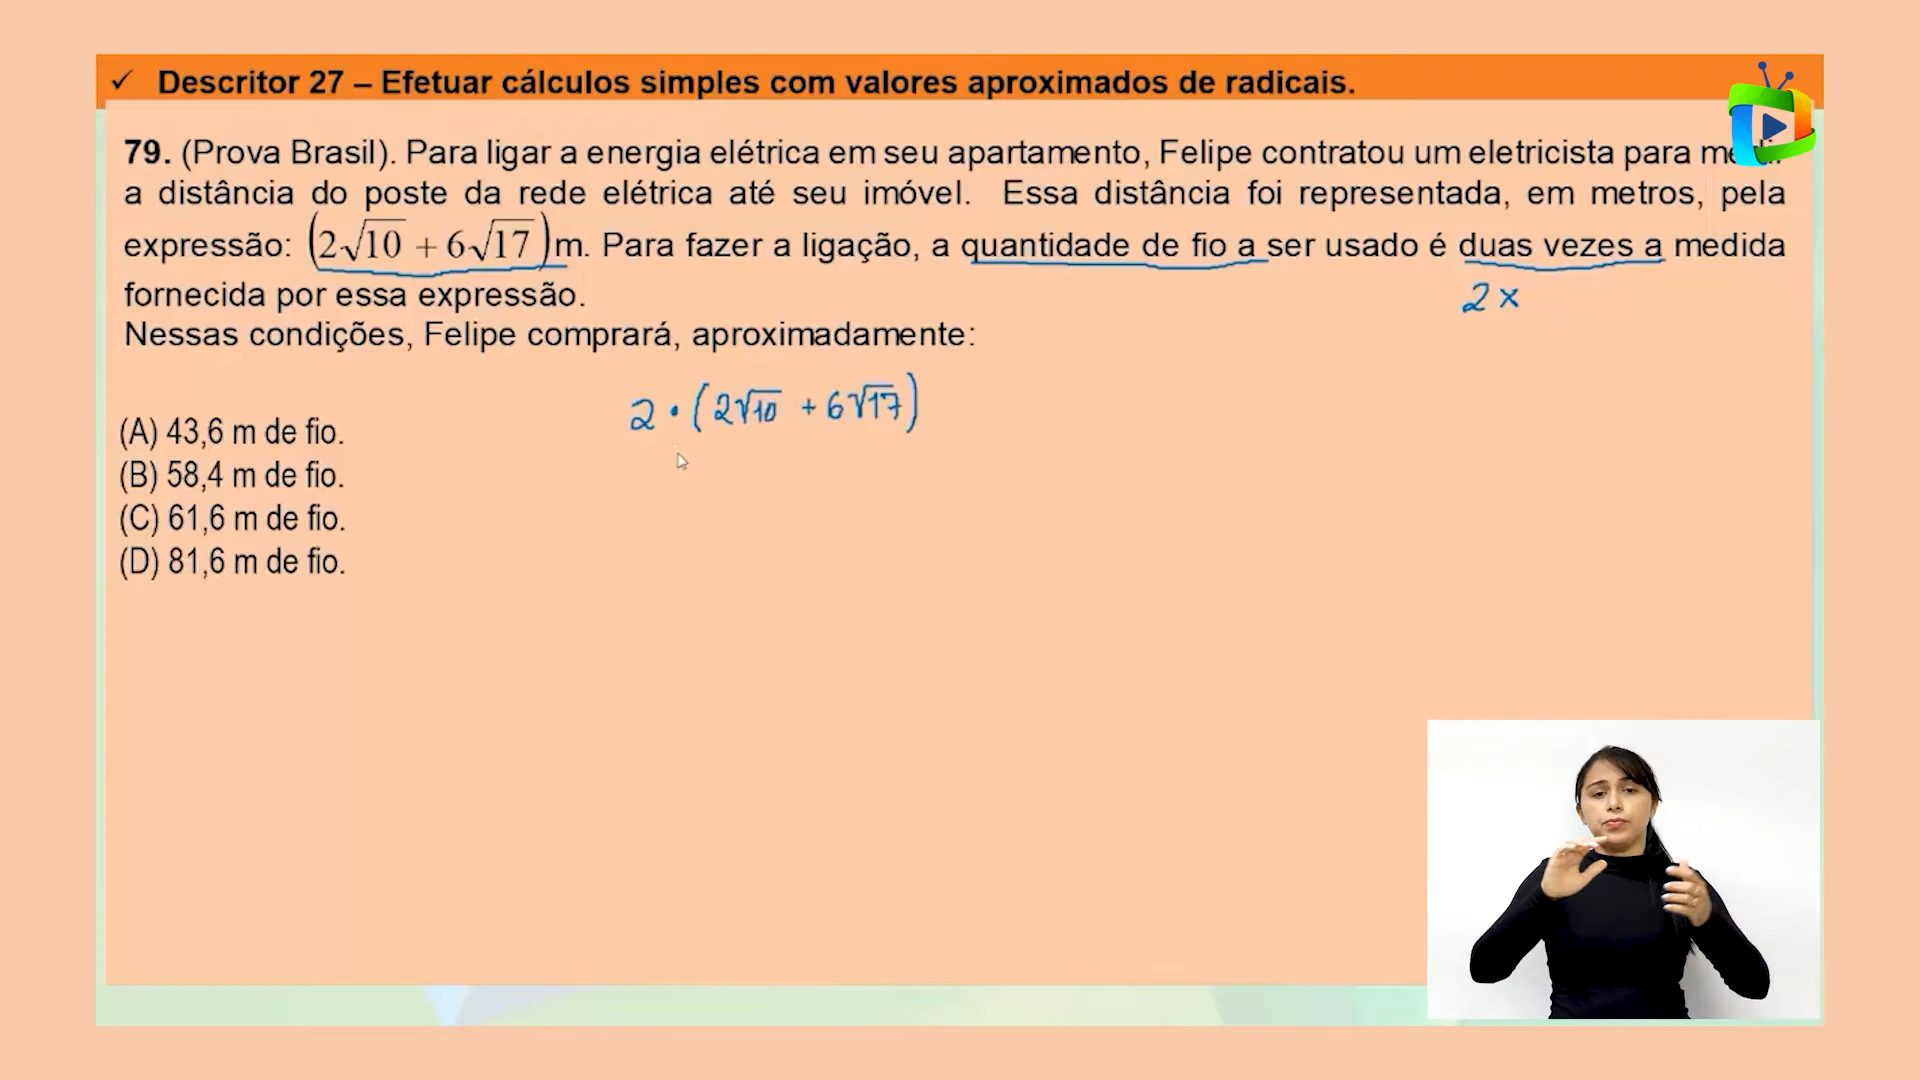 ✓ Descritor 27 – Efetuar cálculos simples com valores aproximados de radicais.
79. (Prova Brasil). Para ligar a energia elétrica em seu apartamento, Felipe contratou um eletricista para
a distância do poste da rede elétrica até seu imóvel. Essa distância foi representada, em metros, pela
expressão: (2√10 + 6√17)m. Para fazer a ligação, a quantidade de fio a ser usado é duas vezes a medida
fornecida por essa expressão.
2 x
Nessas condições, Felipe comprará, aproximadamente:
2 • (2√10 + 6√17)
(A) 43,6 m de fio.
(B) 58,4 m de fio.
(C) 61,6 m de fio.
(D) 81,6 m de fio.